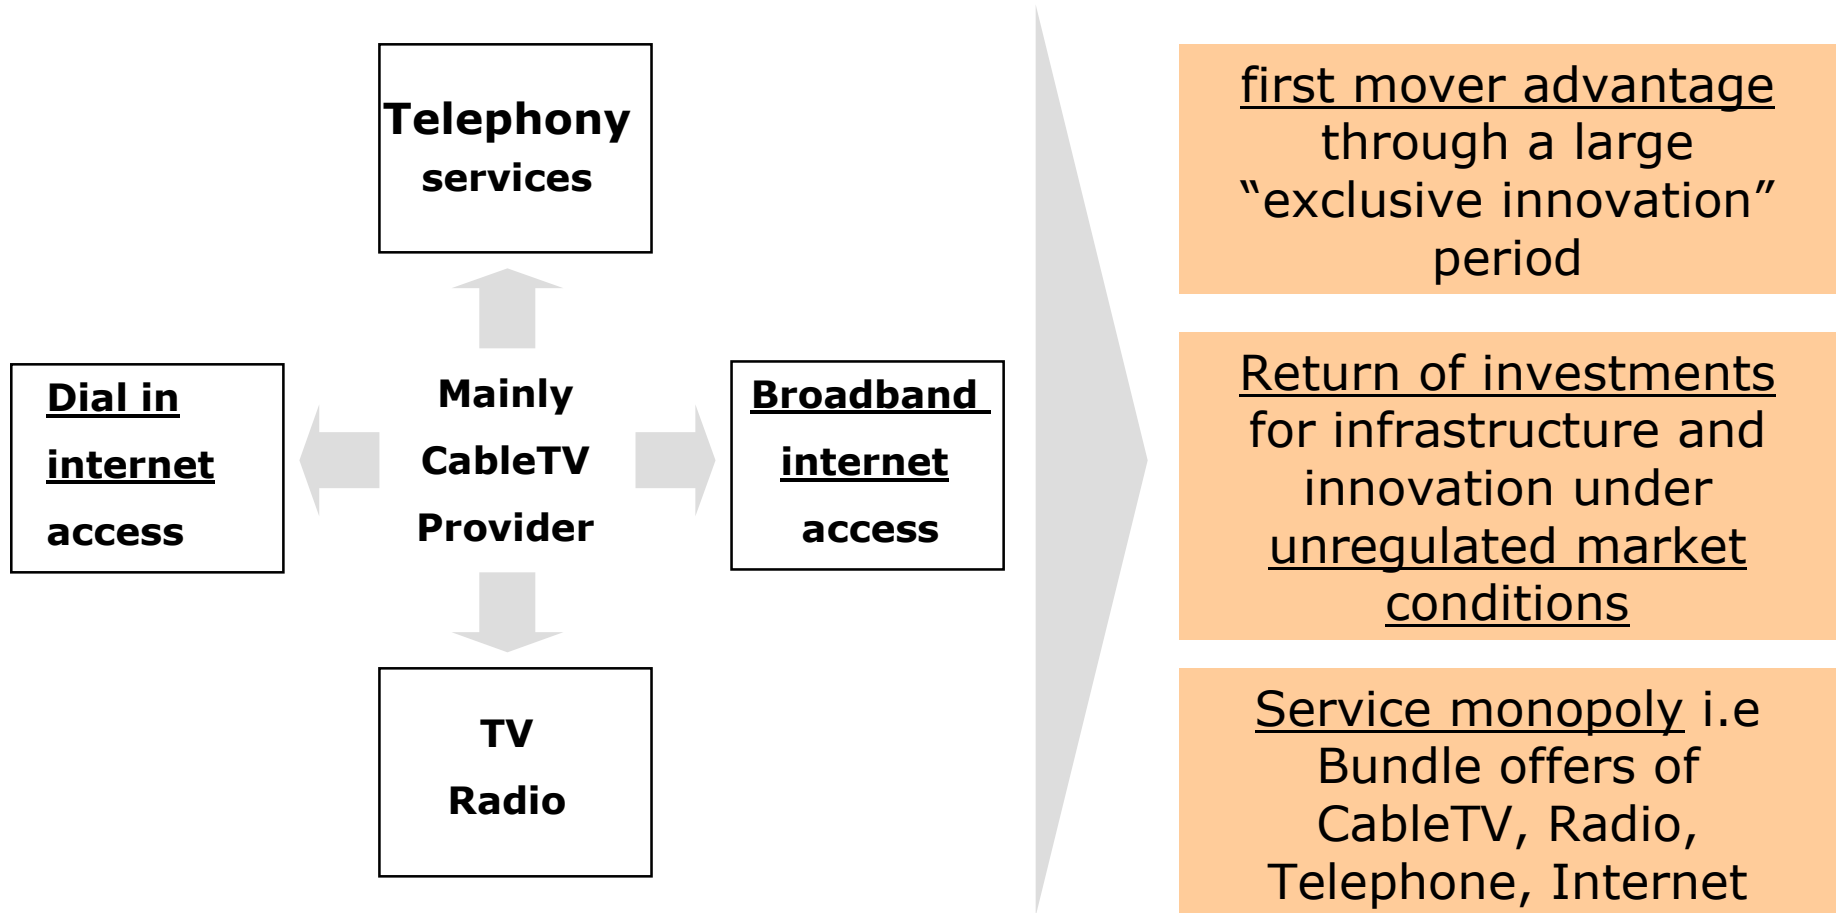 Telephony
services
Dial in
internet
access
Mainly
CableTV
Provider
Broadband
internet
access
TV
Radio
first mover advantage
through a large
“exclusive innovation”
period
Return of investments
for infrastructure and
innovation under
unregulated market
conditions
Service monopoly i.e
Bundle offers of
CableTV, Radio,
Telephone, Internet